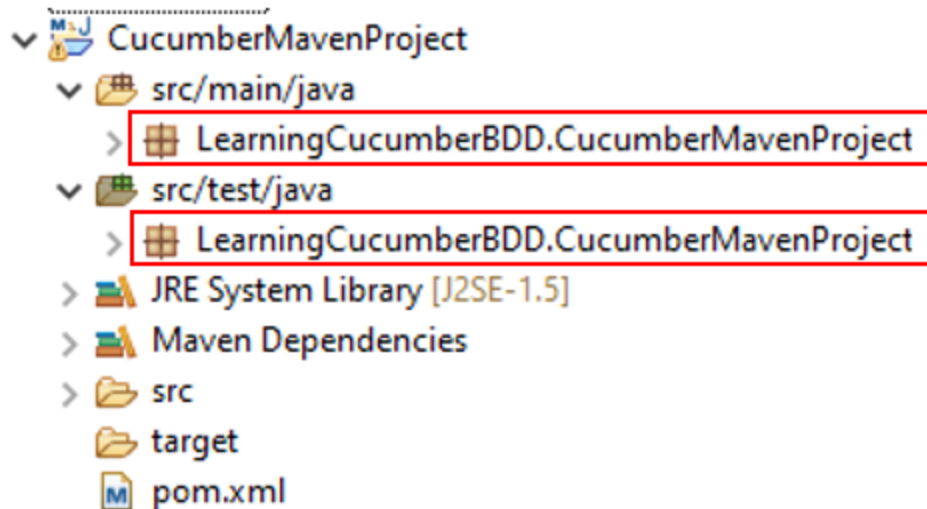 CucumberMavenProject
src/main/java
LearningCucumberBDD.CucumberMavenProject
src/test/java
LearningCucumberBDD.CucumberMavenProject
JRE System Library [J2SE-1.5]
Maven Dependencies
src
target
pom.xml